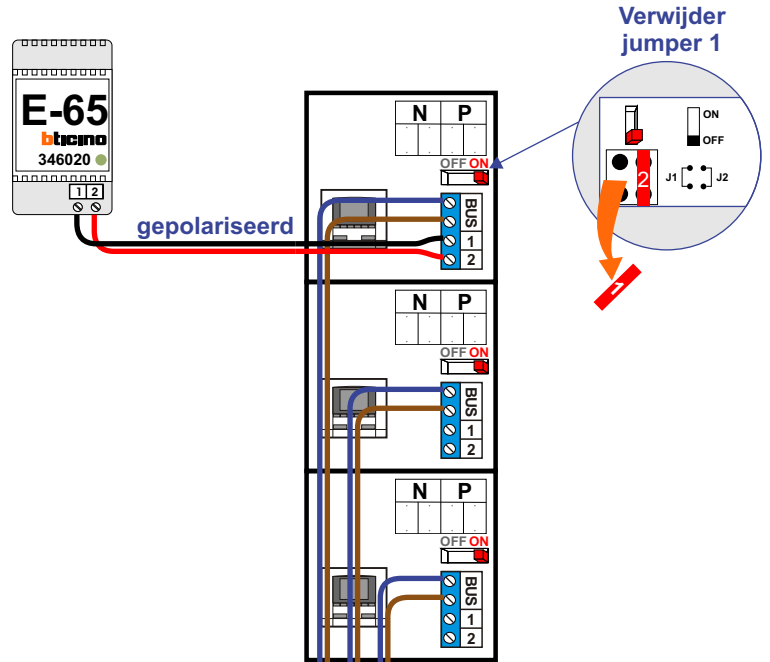 Verwijder
jumper 1
E-65
bticino
346020
1 2
gepolariseerd
N P
OFF ON
BUS
1
2
N P
OFF ON
BUS
1
2
N P
OFF ON
BUS
1
2
ON
OFF
2
J1 J2
1